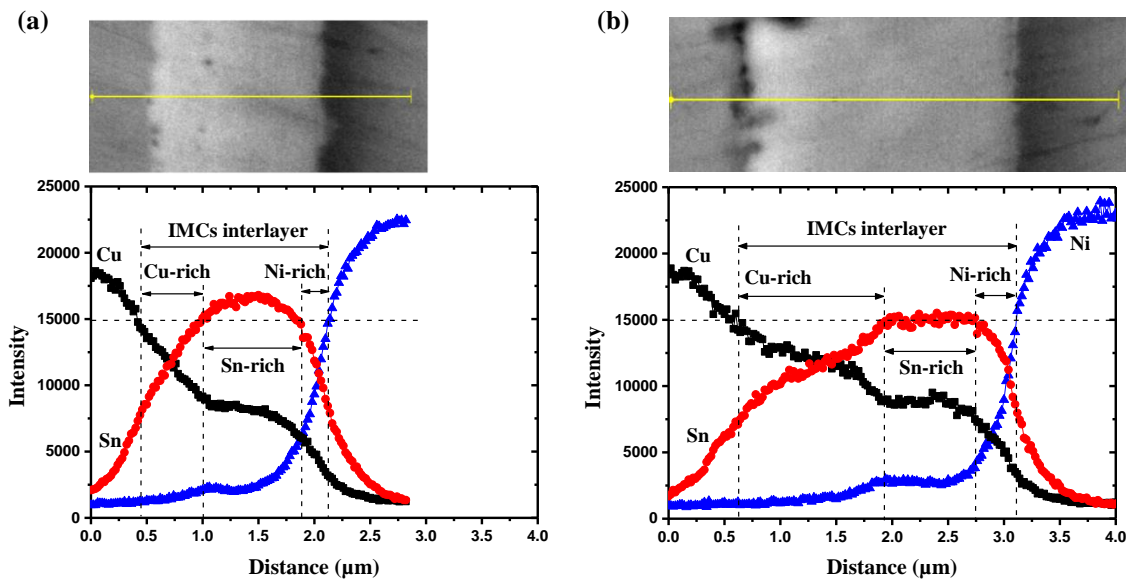 (a)
25000
20000
15000
10000
5000
0
Intensity
Cu
IMCs interlayer
Cu-rich
Ni-rich
Sn-rich
Sn
0.0 0.5 1.0 1.5 2.0 2.5 3.0 3.5 4.0
Distance (µm)
(b)
25000
20000
15000
10000
5000
0
Intensity
Cu
IMCs interlayer
Ni
Cu-rich
Ni-rich
Sn-rich
Sn
0.0 0.5 1.0 1.5 2.0 2.5 3.0 3.5 4.0
Distance (µm)